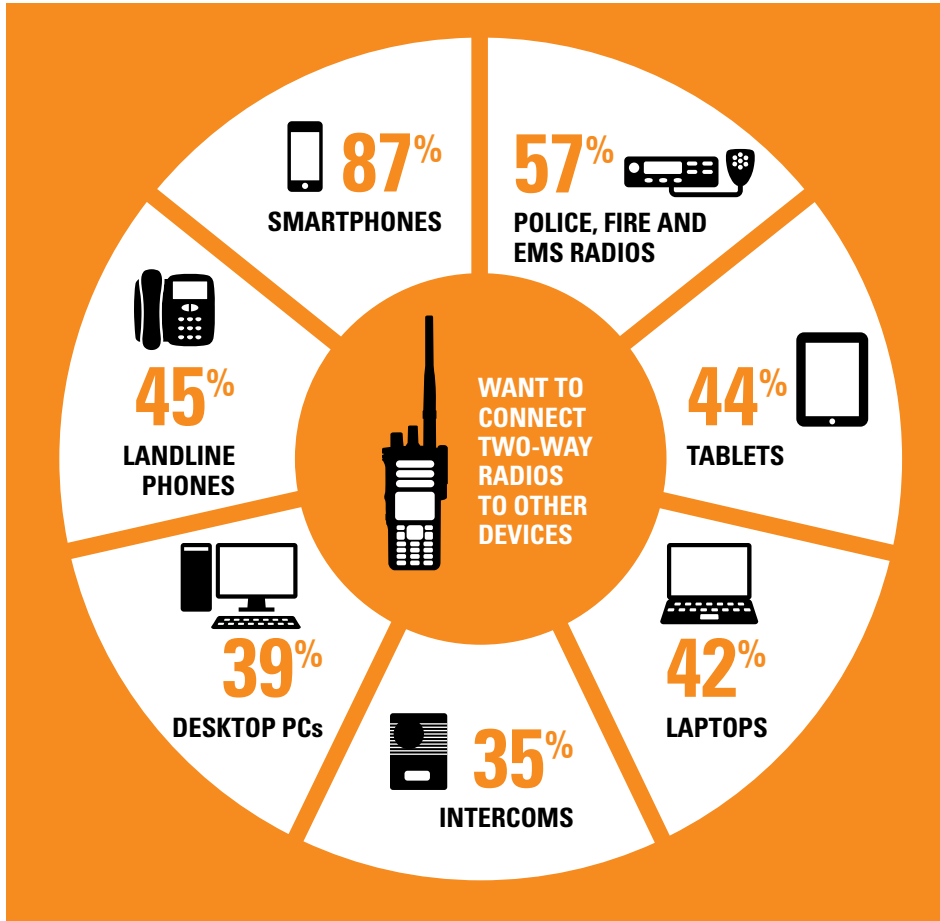 87%
SMARTPHONES
57%
POLICE, FIRE AND
EMS RADIOS
45%
LANDLINE
PHONES
WANT TO
CONNECT
TWO-WAY
RADIOS
TO OTHER
DEVICES
44%
TABLETS
39%
DESKTOP PCs
42%
LAPTOPS
35%
INTERCOMS